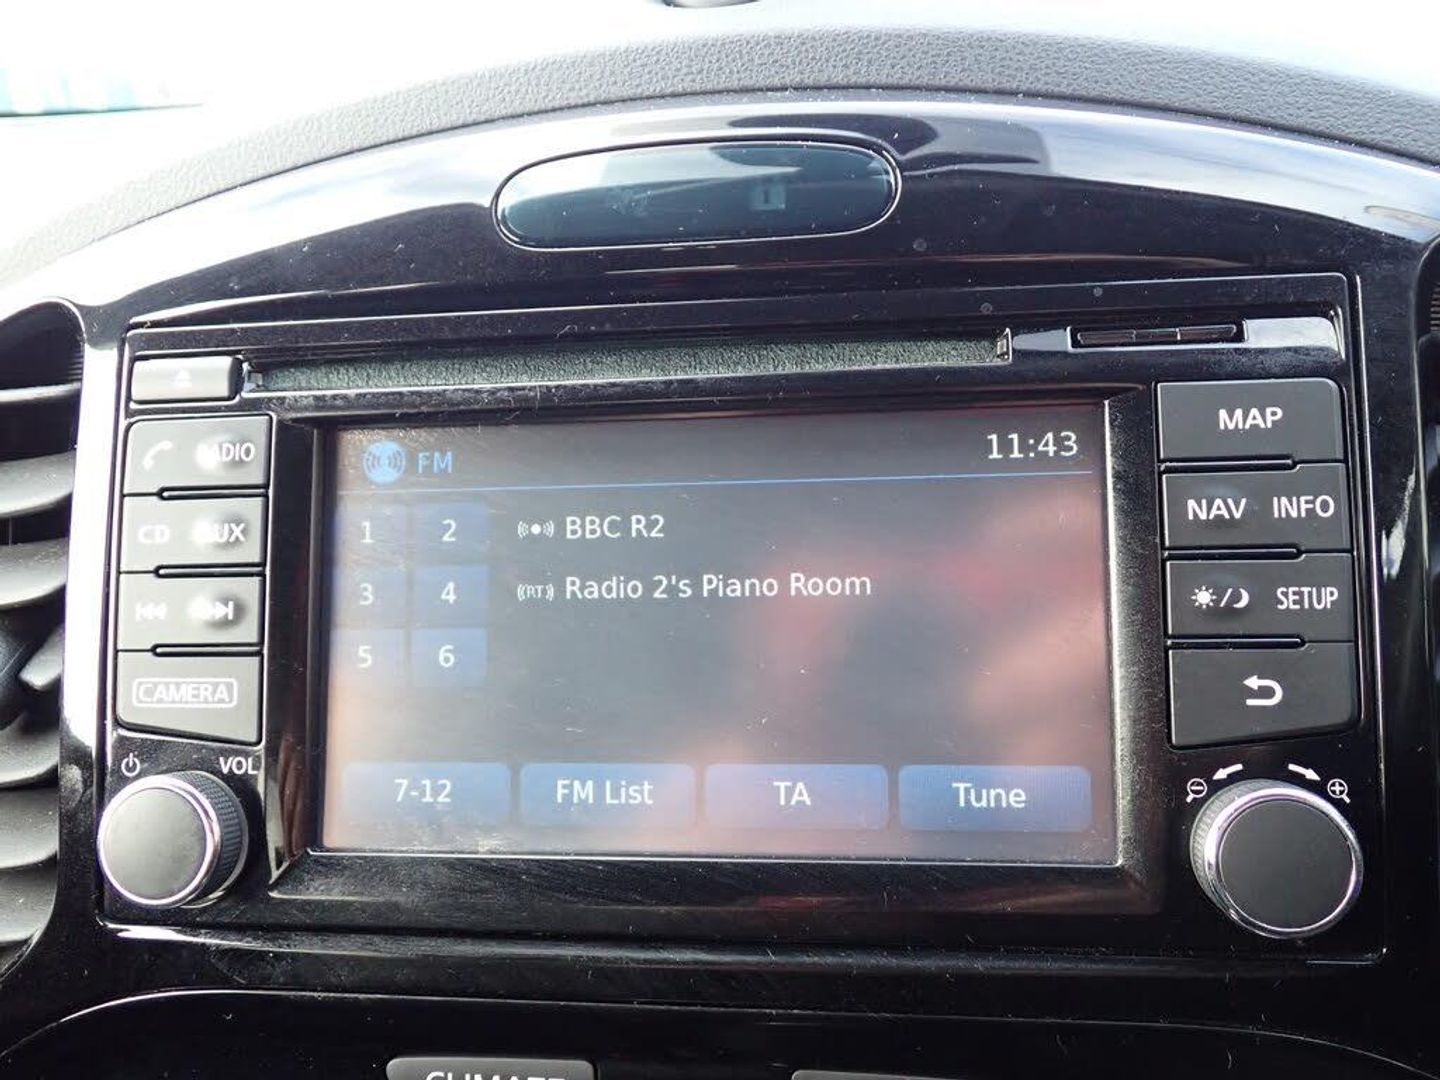 FM 11:43
1 2 BBC R2
3 4 RT Radio 2's Piano Room
5 6
7-12 FM List TA Tune
RADIO
CD AUX
CAMERA
VOL
MAP
NAV INFO
SETUP
CLIMATE